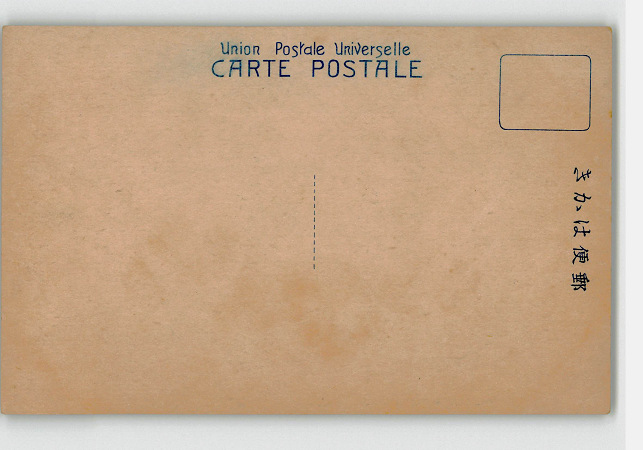 Union Postale Universelle
CARTE POSTALE
きかは便郵